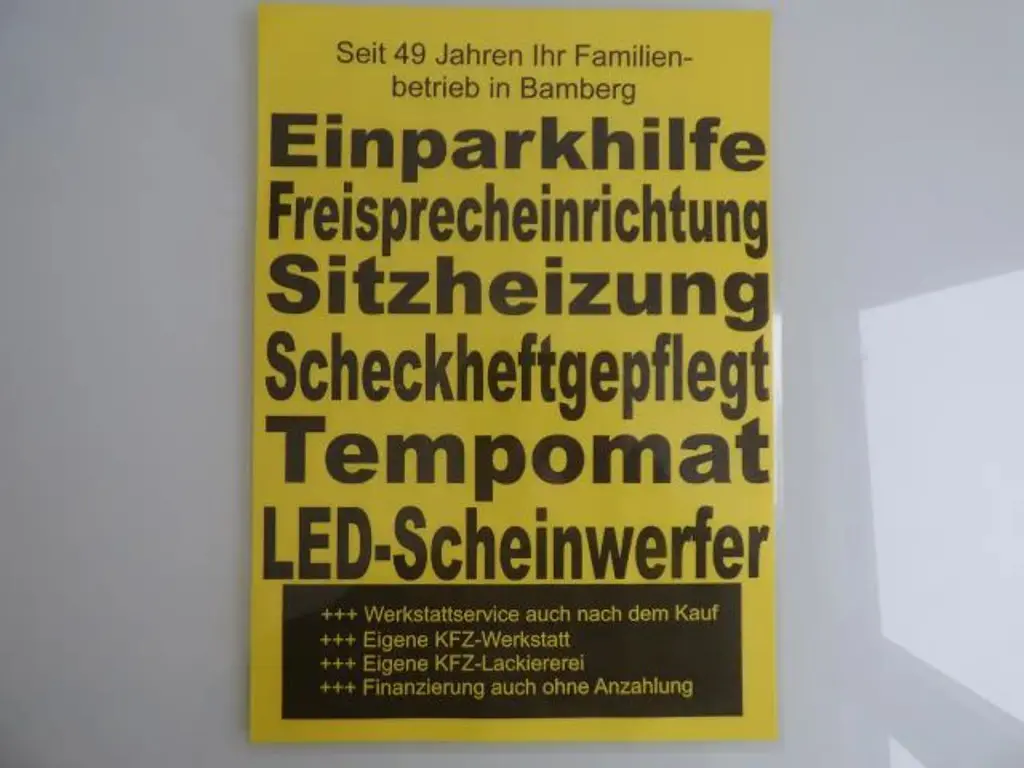 Seit 49 Jahren Ihr Familien-
betrieb in Bamberg
Einparkhilfe
Freisprecheinrichtung
Sitzheizung
Scheckheftgepflegt
Tempomat
LED-Scheinwerfer
+++ Werkstattservice auch nach dem Kauf
+++ Eigene KFZ-Werkstatt
+++ Eigene KFZ-Lackiererei
+++ Finanzierung auch ohne Anzahlung